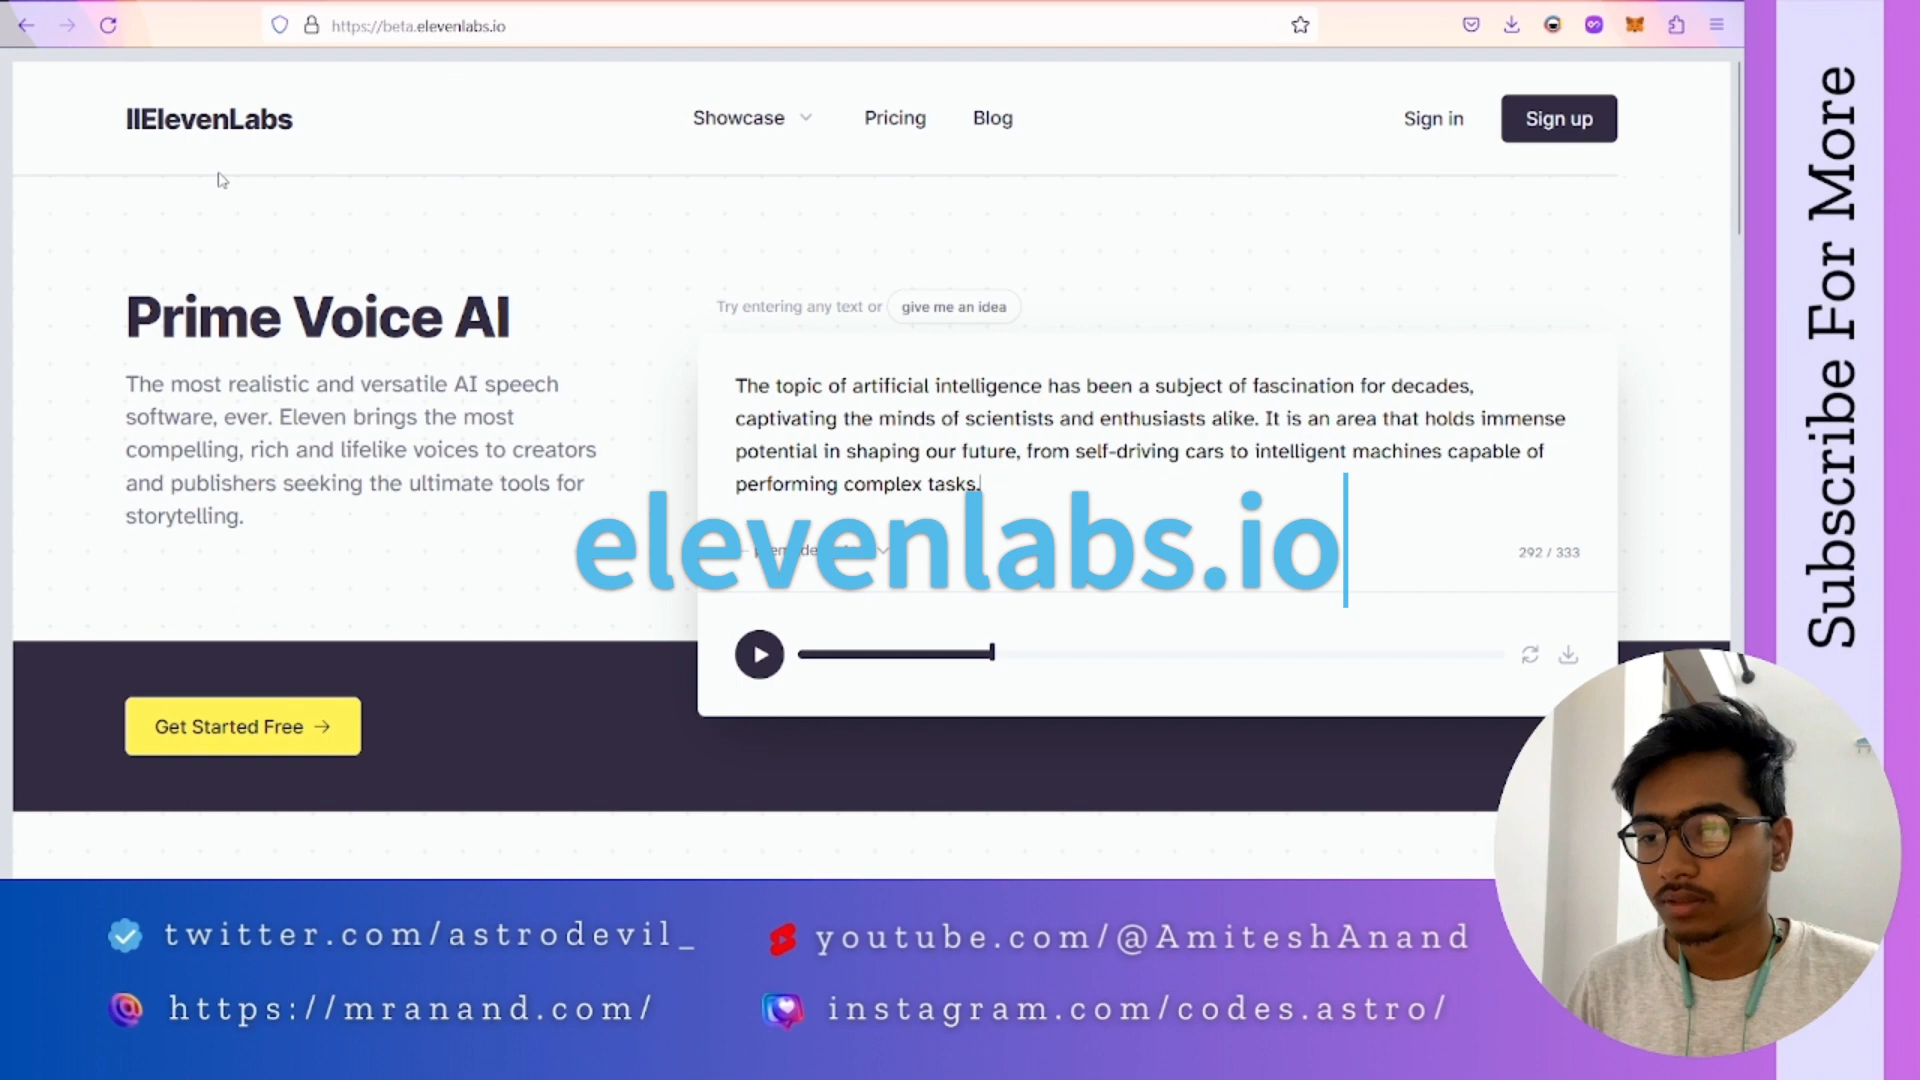 https://beta.elevenlabs.io
IIElevenLabs
Showcase
Pricing
Blog
Sign in
Sign up
Prime Voice AI
The most realistic and versatile AI speech
software, ever. Eleven brings the most
compelling, rich and lifelike voices to creators
and publishers seeking the ultimate tools for
storytelling.
Get Started Free →
Try entering any text or give me an idea
The topic of artificial intelligence has been a subject of fascination for decades,
captivating the minds of scientists and enthusiasts alike. It is an area that holds immense
potential in shaping our future, from self-driving cars to intelligent machines capable of
performing complex tasks.
elevenlabs.io
292 / 333
Subscribe For More
twitter.com/astrodevil_
youtube.com/@AmiteshAnand
https://mranand.com/
instagram.com/codes.astro/